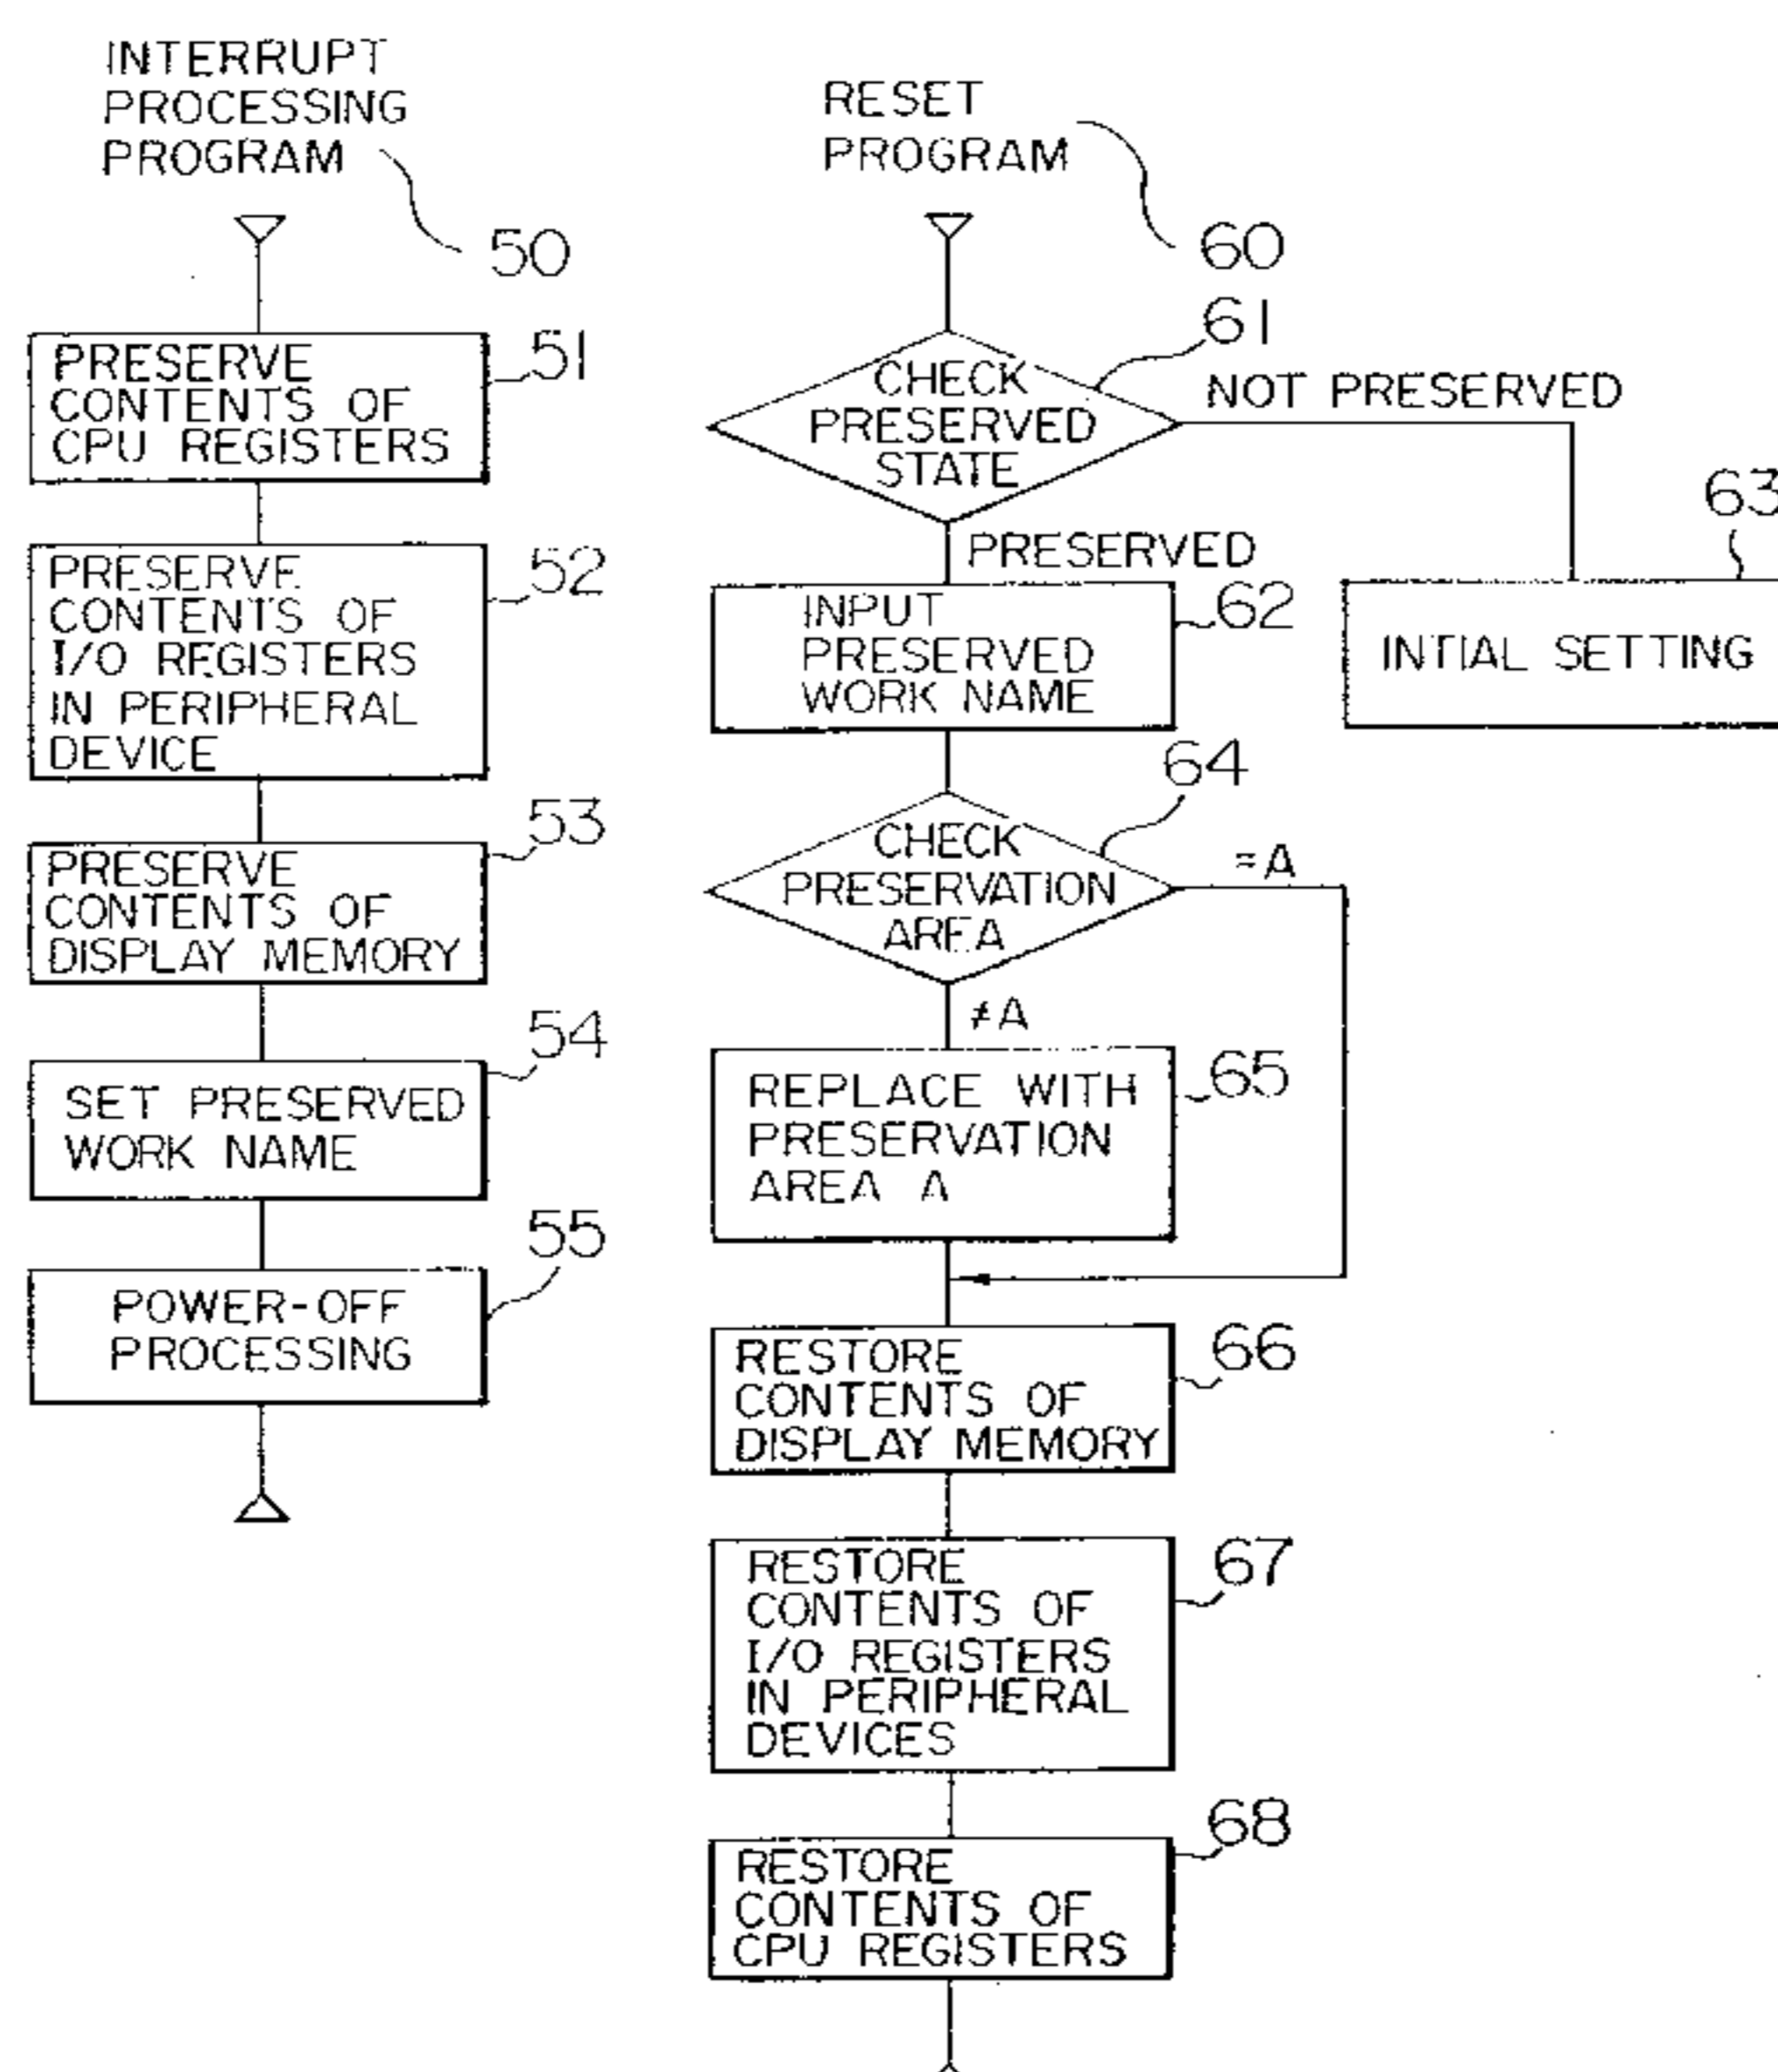 INTERRUPT
PROCESSING
PROGRAM
50
PRESERVE
CONTENTS OF
CPU REGISTERS
51
PRESERVE
CONTENTS OF
I/O REGISTERS
IN PERIPHERAL
DEVICE
52
PRESERVE
CONTENTS OF
DISPLAY MEMORY
53
SET PRESERVED
WORK NAME
54
POWER-OFF
PROCESSING
55
RESET
PROGRAM
60
61
CHECK
PRESERVED
STATE
NOT PRESERVED
PRESERVED
63
INTIAL SETTING
62
INPUT
PRESERVED
WORK NAME
64
CHECK
PRESERVATION
AREA
=A
≠A
REPLACE WITH
PRESERVATION
AREA A
65
RESTORE
CONTENTS OF
DISPLAY MEMORY
66
RESTORE
CONTENTS OF
I/O REGISTERS
IN PERIPHERAL
DEVICES
67
RESTORE
CONTENTS OF
CPU REGISTERS
68